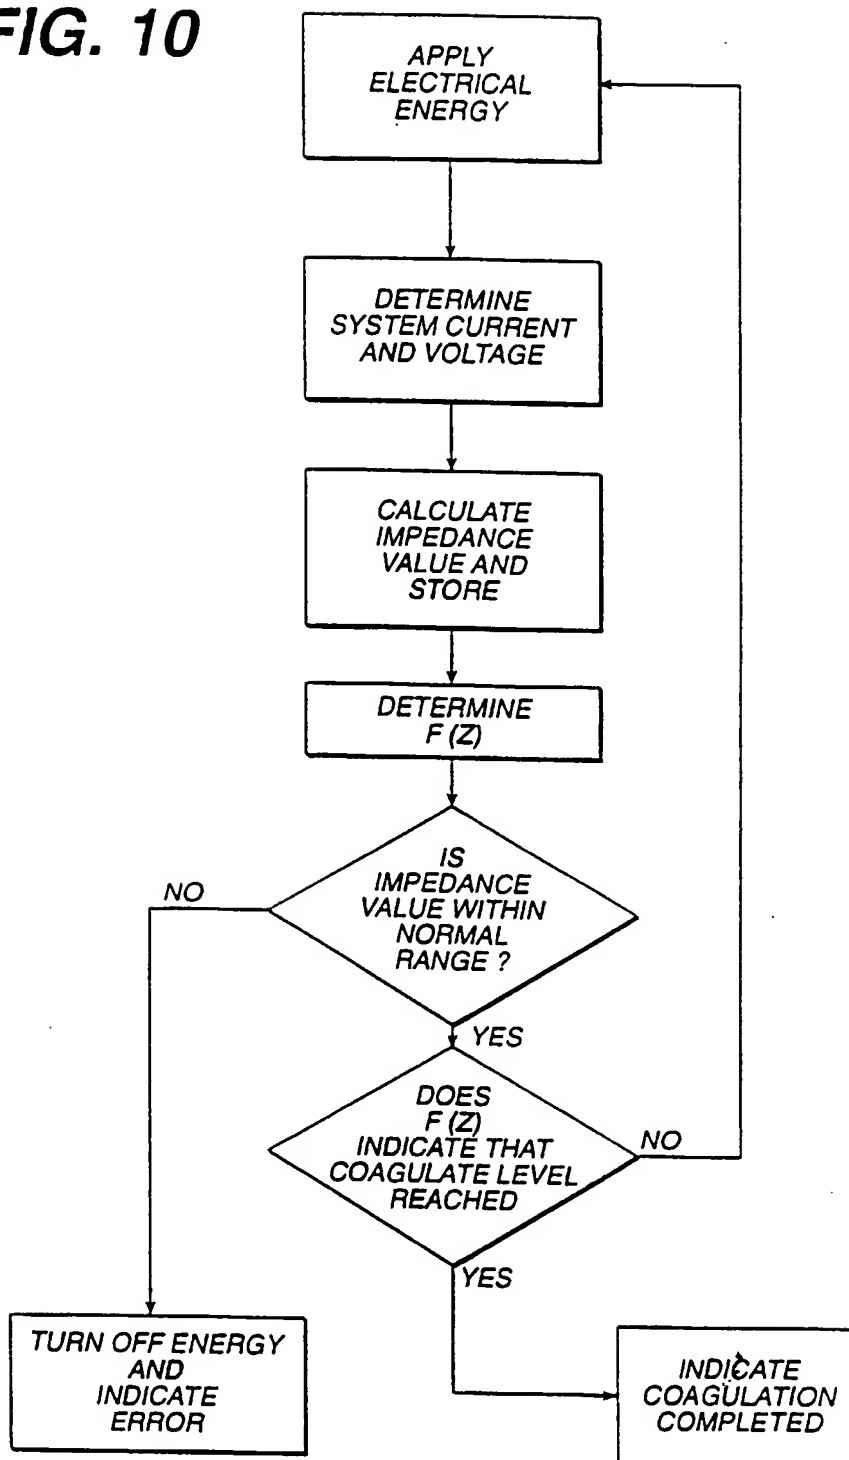 FIG. 10
APPLY
ELECTRICAL
ENERGY
DETERMINE
SYSTEM CURRENT
AND VOLTAGE
CALCULATE
IMPEDANCE
VALUE AND
STORE
DETERMINE
F (Z)
IS
IMPEDANCE
VALUE WITHIN
NORMAL
RANGE ?
NO
YES
DOES
F (Z)
INDICATE THAT
COAGULATE LEVEL
REACHED
NO
YES
TURN OFF ENERGY
AND
INDICATE
ERROR
INDICATE
COAGULATION
COMPLETED